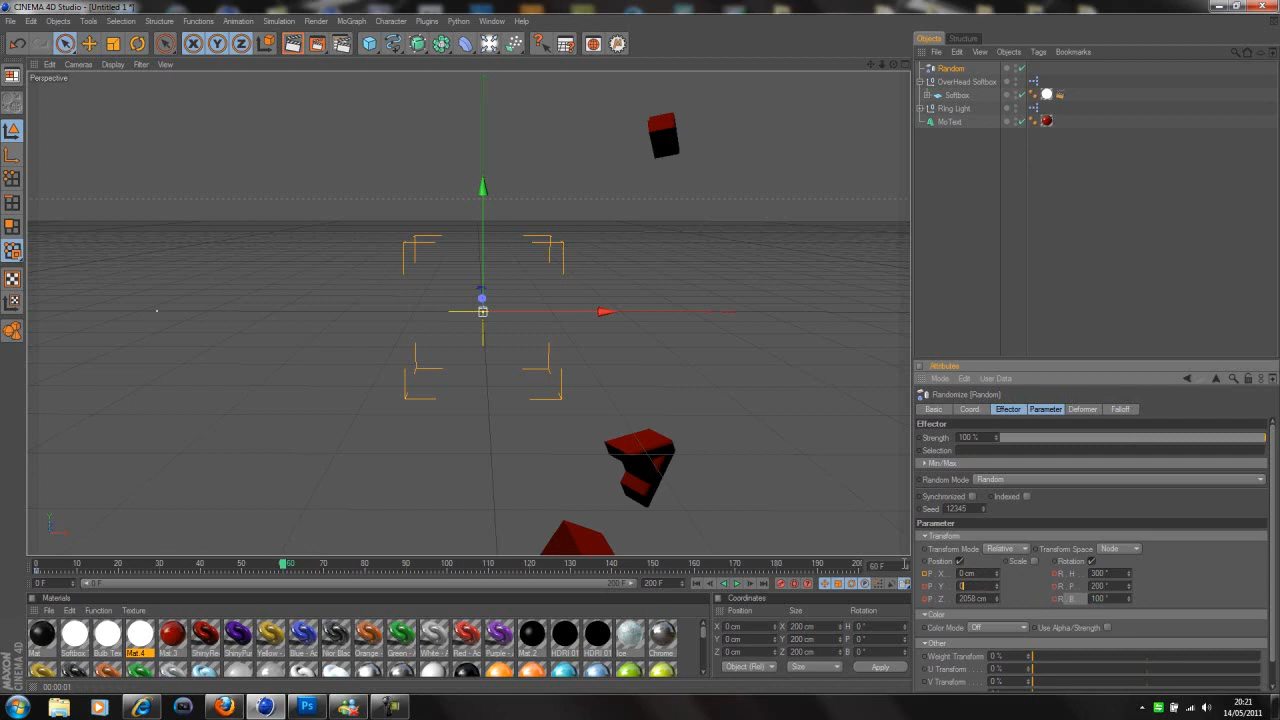 CINEMA 4D Studio - [Untitled 1 *]
File Edit Objects Tools Selection Structure Functions Animation Simulation Render MoGraph Character Plugins Python Window Help
Objects Structure
File Edit View Objects Tags Bookmarks
Edit Cameras Display Filter View
Perspective
Random
OverHead Softbox
Softbox
RIng Light
MoText
Attributes
Mode Edit User Data
Randomize [Random]
Basic Coord. Effector Parameter Deformer Falloff
Effector
Strength 100 %
Selection
Min/Max
Random Mode Random
Synchronized Indexed
Seed 12345
Parameter
Transform
Transform Mode Relative Transform Space Node
Position Scale Rotation
P . X 0 cm R . H 300 °
P . Y 0 R . P 200 °
P . Z 2058 cm R . B 100 °
Color
Color Mode Off Use Alpha/Strength
Other
Weight Transform 0 %
U Transform 0 %
V Transform 0 %
0 10 20 30 40 50 60 70 80 90 100 110 120 130 140 150 160 170 180 190 200 60 F
0 F 0 F 200 F 200 F
Materials
File Edit Function Texture
Mat Softbox Bulb Tex Mat.4 Mat 3 ShinyRe ShinyPur Yellow - Blue - Ac Nor Blac Orange - Green - A White - A Red - Ac Purple - A Mat.2 HDRI 01 HDRI 01 Ice Chrome
Coordinates
Position Size Rotation
X 0 cm X 200 cm H 0 °
Y 0 cm Y 200 cm P 0 °
Z 0 cm Z 200 cm B 0 °
Object (Rel) Size Apply
MAXON CINEMA 4D
00:00:01
20:21
14/05/2011